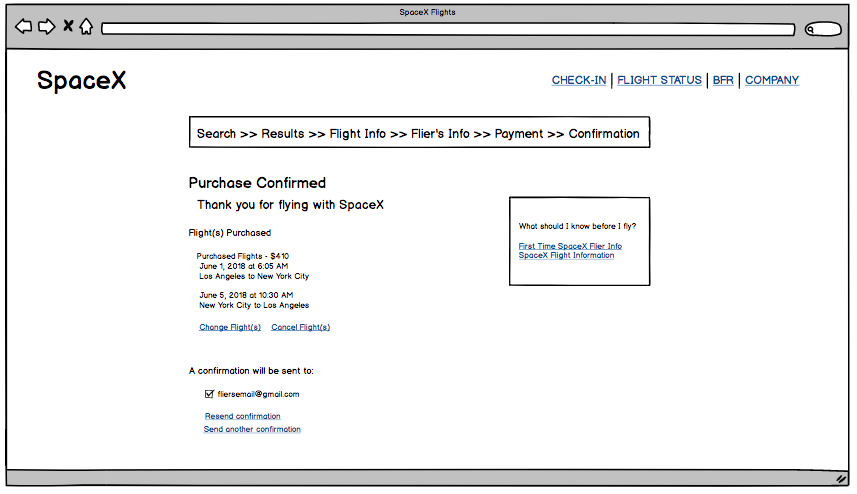 SpaceX Flights
SpaceX
CHECK-IN | FLIGHT STATUS | BFR | COMPANY
Search >> Results >> Flight Info >> Flier's Info >> Payment >> Confirmation
Purchase Confirmed
Thank you for flying with SpaceX
Flight(s) Purchased
Purchased Flights - $410
June 1, 2018 at 6:05 AM
Los Angeles to New York City
June 5, 2018 at 10:30 AM
New York City to Los Angeles
Change Flight(s) Cancel Flight(s)
What should I know before I fly?
First Time SpaceX Flier Info
SpaceX Flight Information
A confirmation will be sent to:
fliersemail@gmail.com
Resend confirmation
Send another confirmation